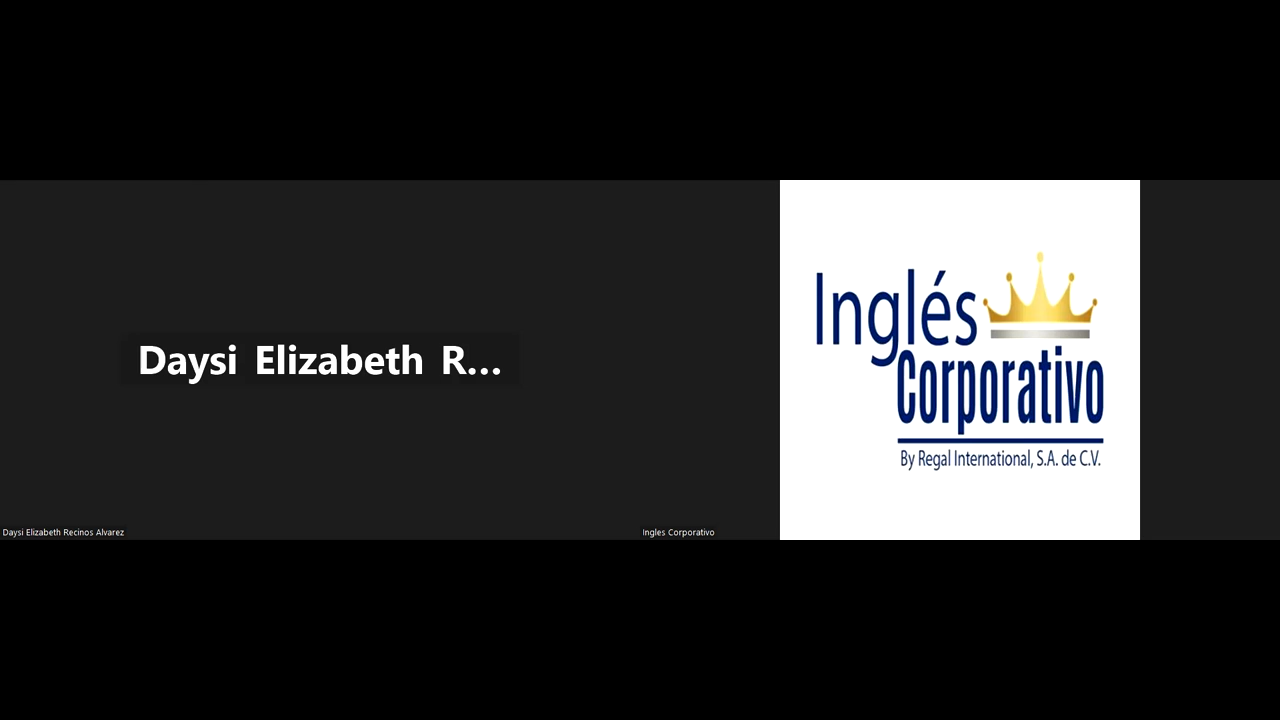 Daysi Elizabeth R...
Daysi Elizabeth Recinos Alvarez
Inglés
Corporativo
By Regal International, S.A. de C.V.
Ingles Corporativo